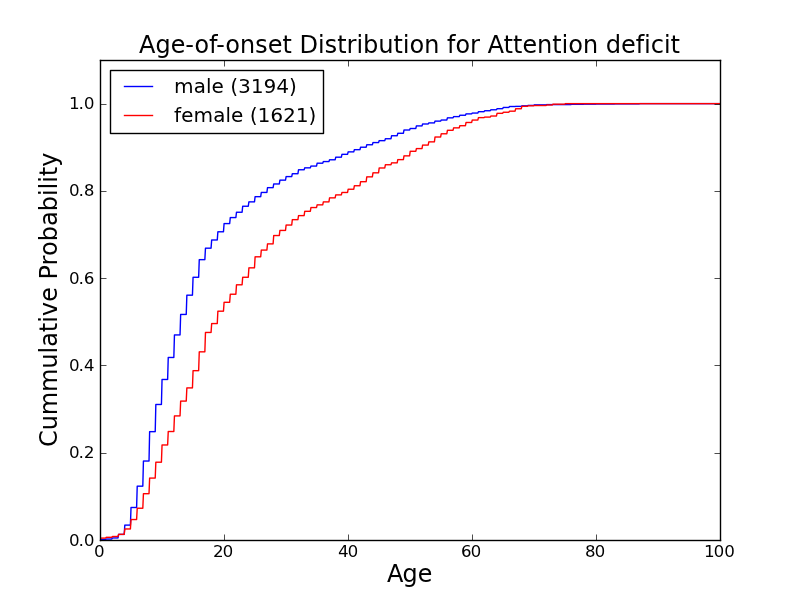 Age-of-onset Distribution for Attention deficit
male (3194)
female (1621)
Cummulative Probability
1.0
0.8
0.6
0.4
0.2
0.0
0 20 40 60 80 100
Age